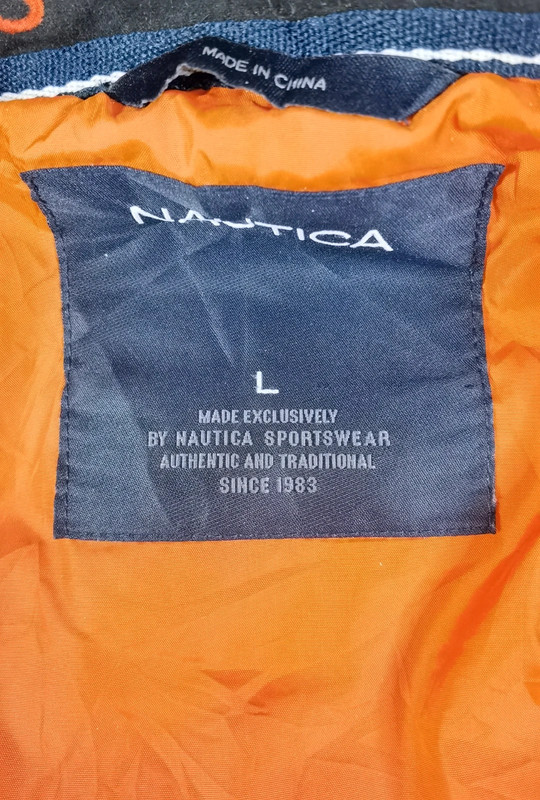 MADE IN CHINA
NAUTICA
L
MADE EXCLUSIVELY
BY NAUTICA SPORTSWEAR
AUTHENTIC AND TRADITIONAL
SINCE 1983